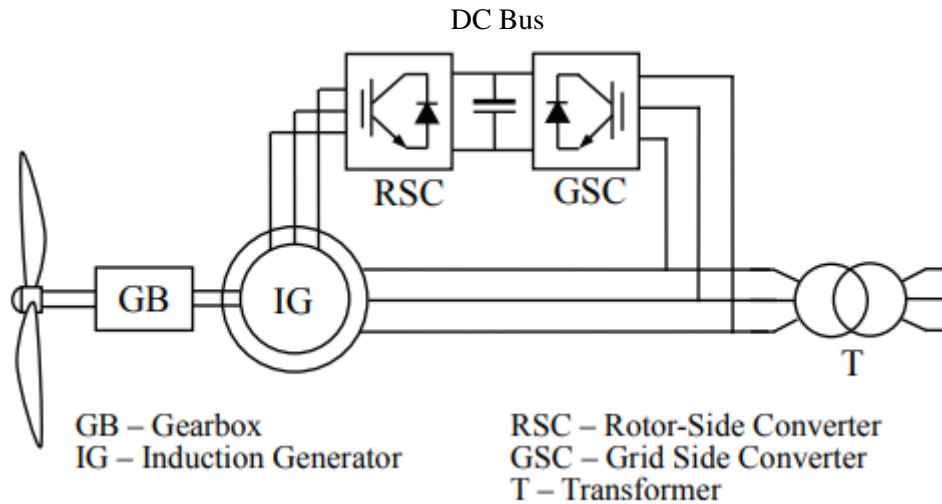 DC Bus
RSC
GSC
GB
IG
T
GB – Gearbox
IG – Induction Generator
RSC – Rotor-Side Converter
GSC – Grid Side Converter
T – Transformer